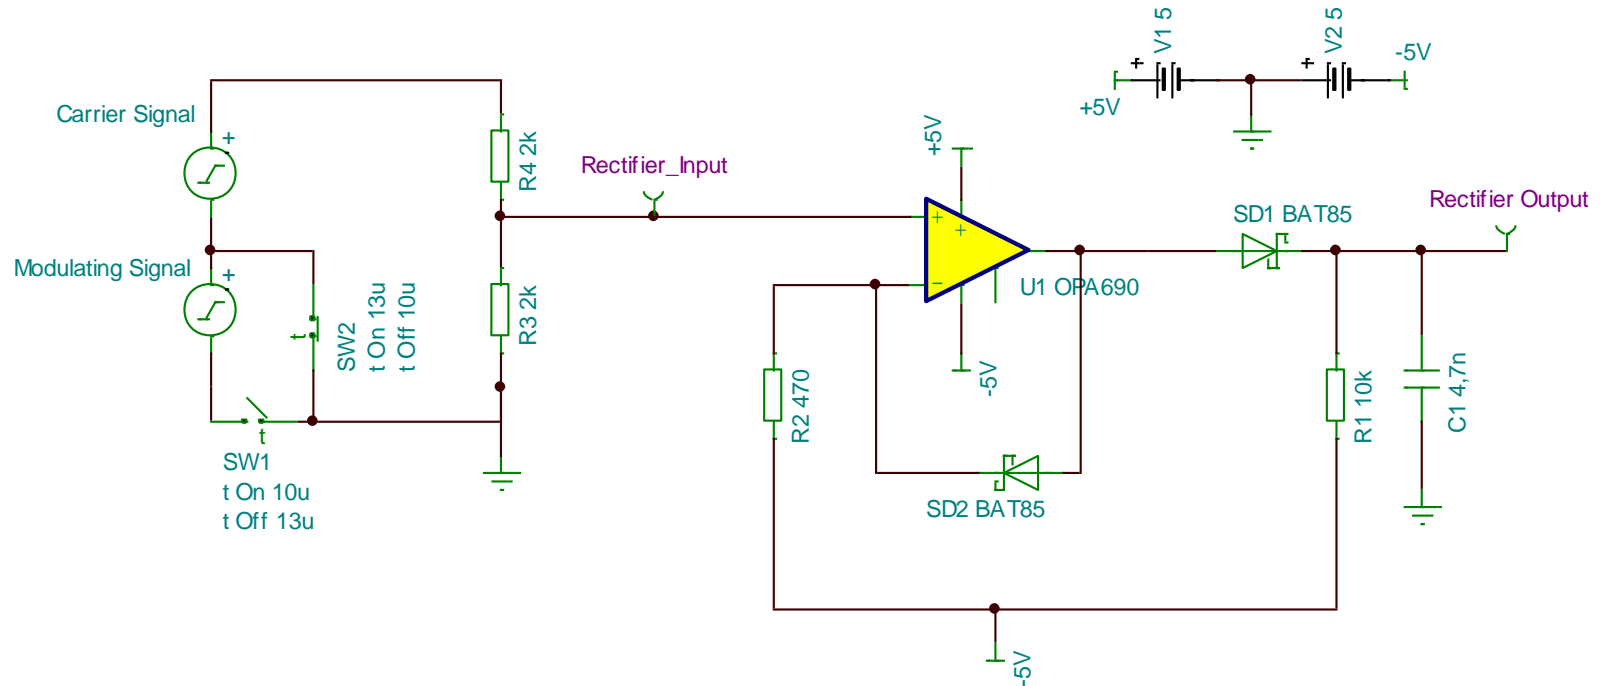 V1 5
V2 5
-5V
+5V
Carrier Signal
+
+
+
R4 2k
+5V
Rectifier_Input
SD1 BAT85
Rectifier Output
+
+
-
Modulating Signal
+
U1 OPA690
R3 2k
SW2
t On 13u
t Off 10u
t
-5V
R2 470
R1 10k
C1 4,7n
t
SW1
t On 10u
t Off 13u
SD2 BAT85
-5V